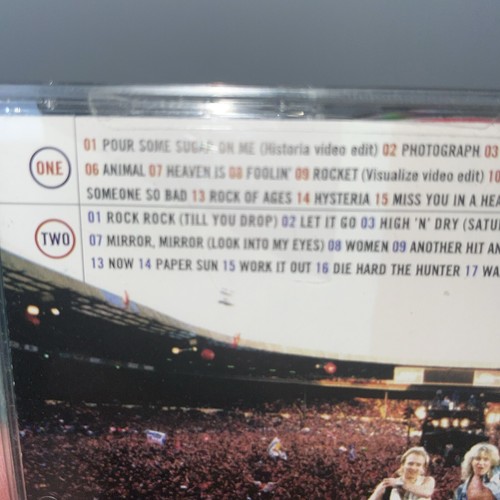 ONE
01 POUR SOME SUGAR ON ME (Historia video edit) 02 PHOTOGRAPH 03
06 ANIMAL 07 HEAVEN IS 08 FOOLIN' 09 ROCKET (Visualize video edit) 10
SOMEONE SO BAD 13 ROCK OF AGES 14 HYSTERIA 15 MISS YOU IN A HEA
TWO
01 ROCK ROCK (TILL YOU DROP) 02 LET IT GO 03 HIGH 'N' DRY (SATU
07 MIRROR, MIRROR (LOOK INTO MY EYES) 08 WOMEN 09 ANOTHER HIT AN
13 NOW 14 PAPER SUN 15 WORK IT OUT 16 DIE HARD THE HUNTER 17 WA